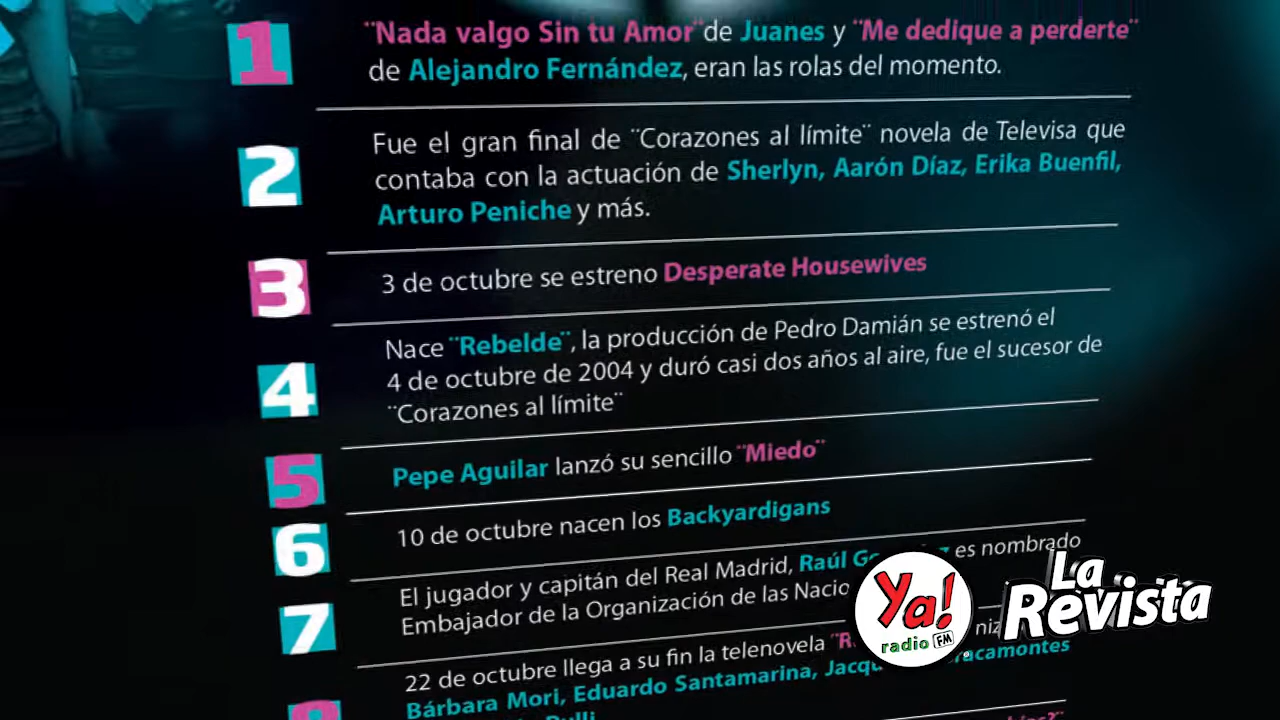 1
¨Nada valgo Sin tu Amor¨de Juanes y ¨Me dedique a perderte¨
de Alejandro Fernández, eran las rolas del momento.
2
Fue el gran final de ¨Corazones al límite¨ novela de Televisa que
contaba con la actuación de Sherlyn, Aarón Díaz, Erika Buenfil,
Arturo Peniche y más.
3
3 de octubre se estreno Desperate Housewives
4
Nace ¨Rebelde¨, la producción de Pedro Damián se estrenó el
4 de octubre de 2004 y duró casi dos años al aire, fue el sucesor de
¨Corazones al límite¨
5
Pepe Aguilar lanzó su sencillo ¨Miedo¨
6
10 de octubre nacen los Backyardigans
7
El jugador y capitán del Real Madrid, Raúl es nombrado
Embajador de la Organización de las
22 de octubre llega a su fin la telenovela
Bárbara Mori, Eduardo Santamarina,
Ya!
radio FM
La
Revista